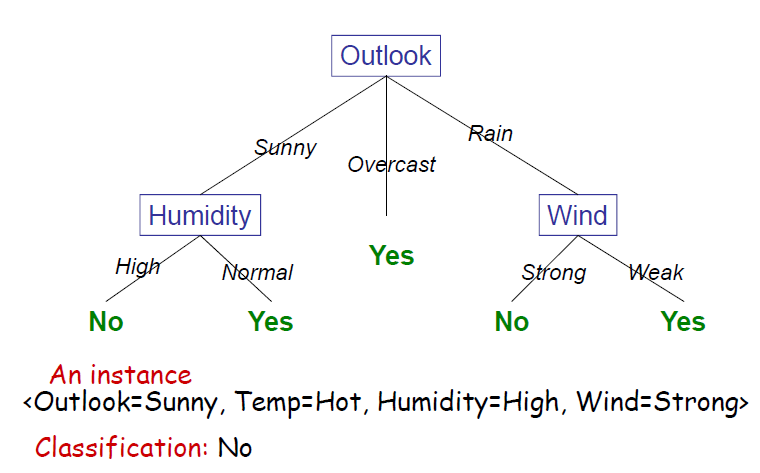 Outlook
Sunny
Overcast
Rain
Humidity
Wind
High
Normal
Yes
Strong
Weak
No
Yes
No
Yes
An instance
<Outlook=Sunny, Temp=Hot, Humidity=High, Wind=Strong>
Classification: No